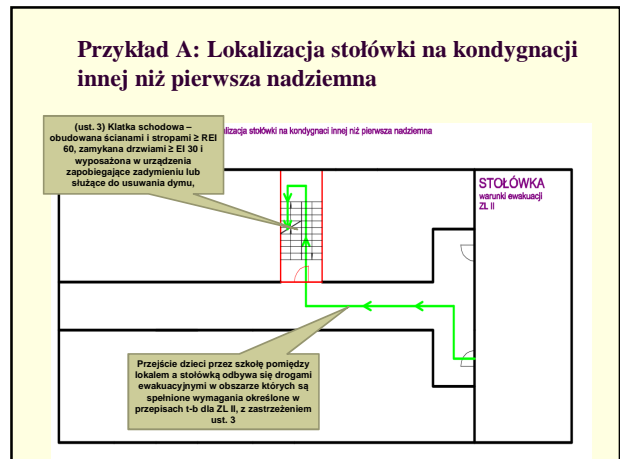 Przykład A: Lokalizacja stołówki na kondygnacji
innej niż pierwsza nadziemna
(ust. 3) Klatka schodowa –
obudowana ścianami i stropami ≥ REI
60, zamykana drzwiami ≥ EI 30 i
wyposażona w urządzenia
zapobiegające zadymieniu lub
służące do usuwania dymu,
alizacja stołówki na kondygnaci innej niż pierwsza nadziemna
STOŁÓWKA
warunki ewakuacji
ZL II
Przejście dzieci przez szkołę pomiędzy
lokalem a stołówką odbywa się drogami
ewakuacyjnymi w obszarze których są
spełnione wymagania określone w
przepisach t-b dla ZL II, z zastrzeżeniem
ust. 3